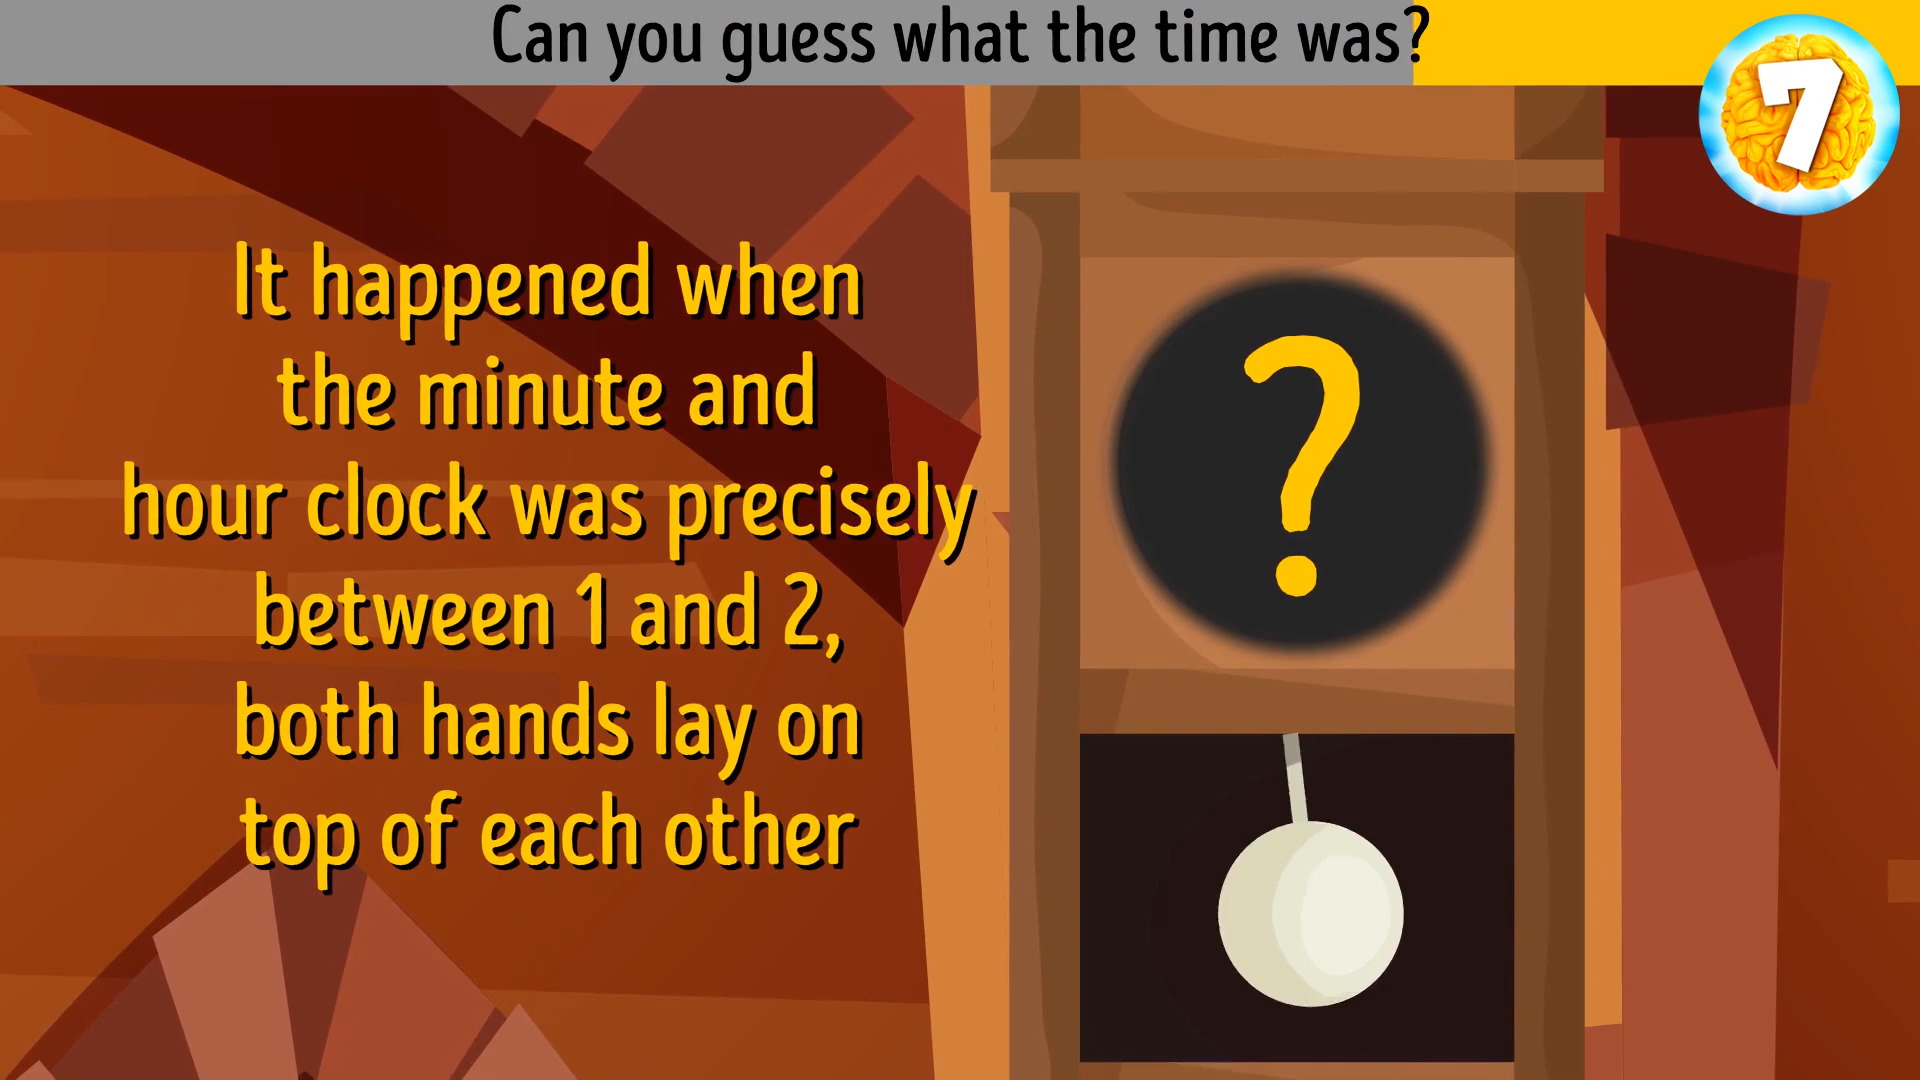 Can you guess what the time was?
7
It happened when
the minute and
hour clock was precisely
between 1 and 2,
both hands lay on
top of each other
?